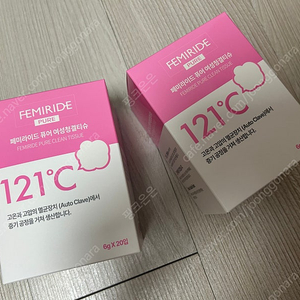 FEMIRIDE
PURE
페미라이드 퓨어 여성청결티슈
FEMIRIDE PURE CLEAN TISSUE
121℃
고온과 고압의 멸균장치 (Auto Clave)에서
증기 공정을 거쳐 생산합니다.
6g X 20입
FEMIRIDE
PURE
페미라이드 퓨어 여성청결티슈
FEMIRIDE PURE CLEAN TISSUE
121℃
고온과 고압의 멸균장치 (Auto Clave)에서
증기 공정을 거쳐 생산합니다.